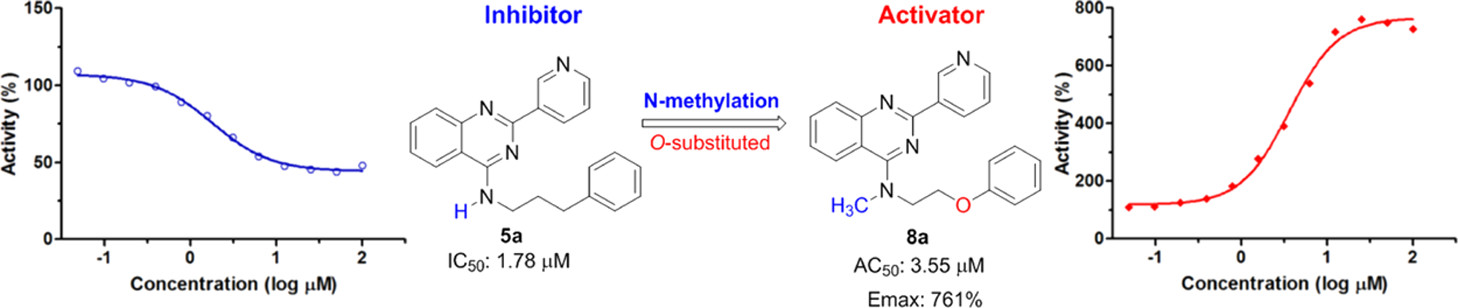 150
100
50
0
Activity (%)
-1 0 1 2
Concentration (log μM)
Inhibitor
N
N
N
N
H
5a
IC50: 1.78 μM
N-methylation
O-substituted
Activator
N
N
N
N
H3C
O
8a
AC50: 3.55 μM
Emax: 761%
800
600
400
200
0
Activity (%)
-1 0 1 2
Concentration (log μM)